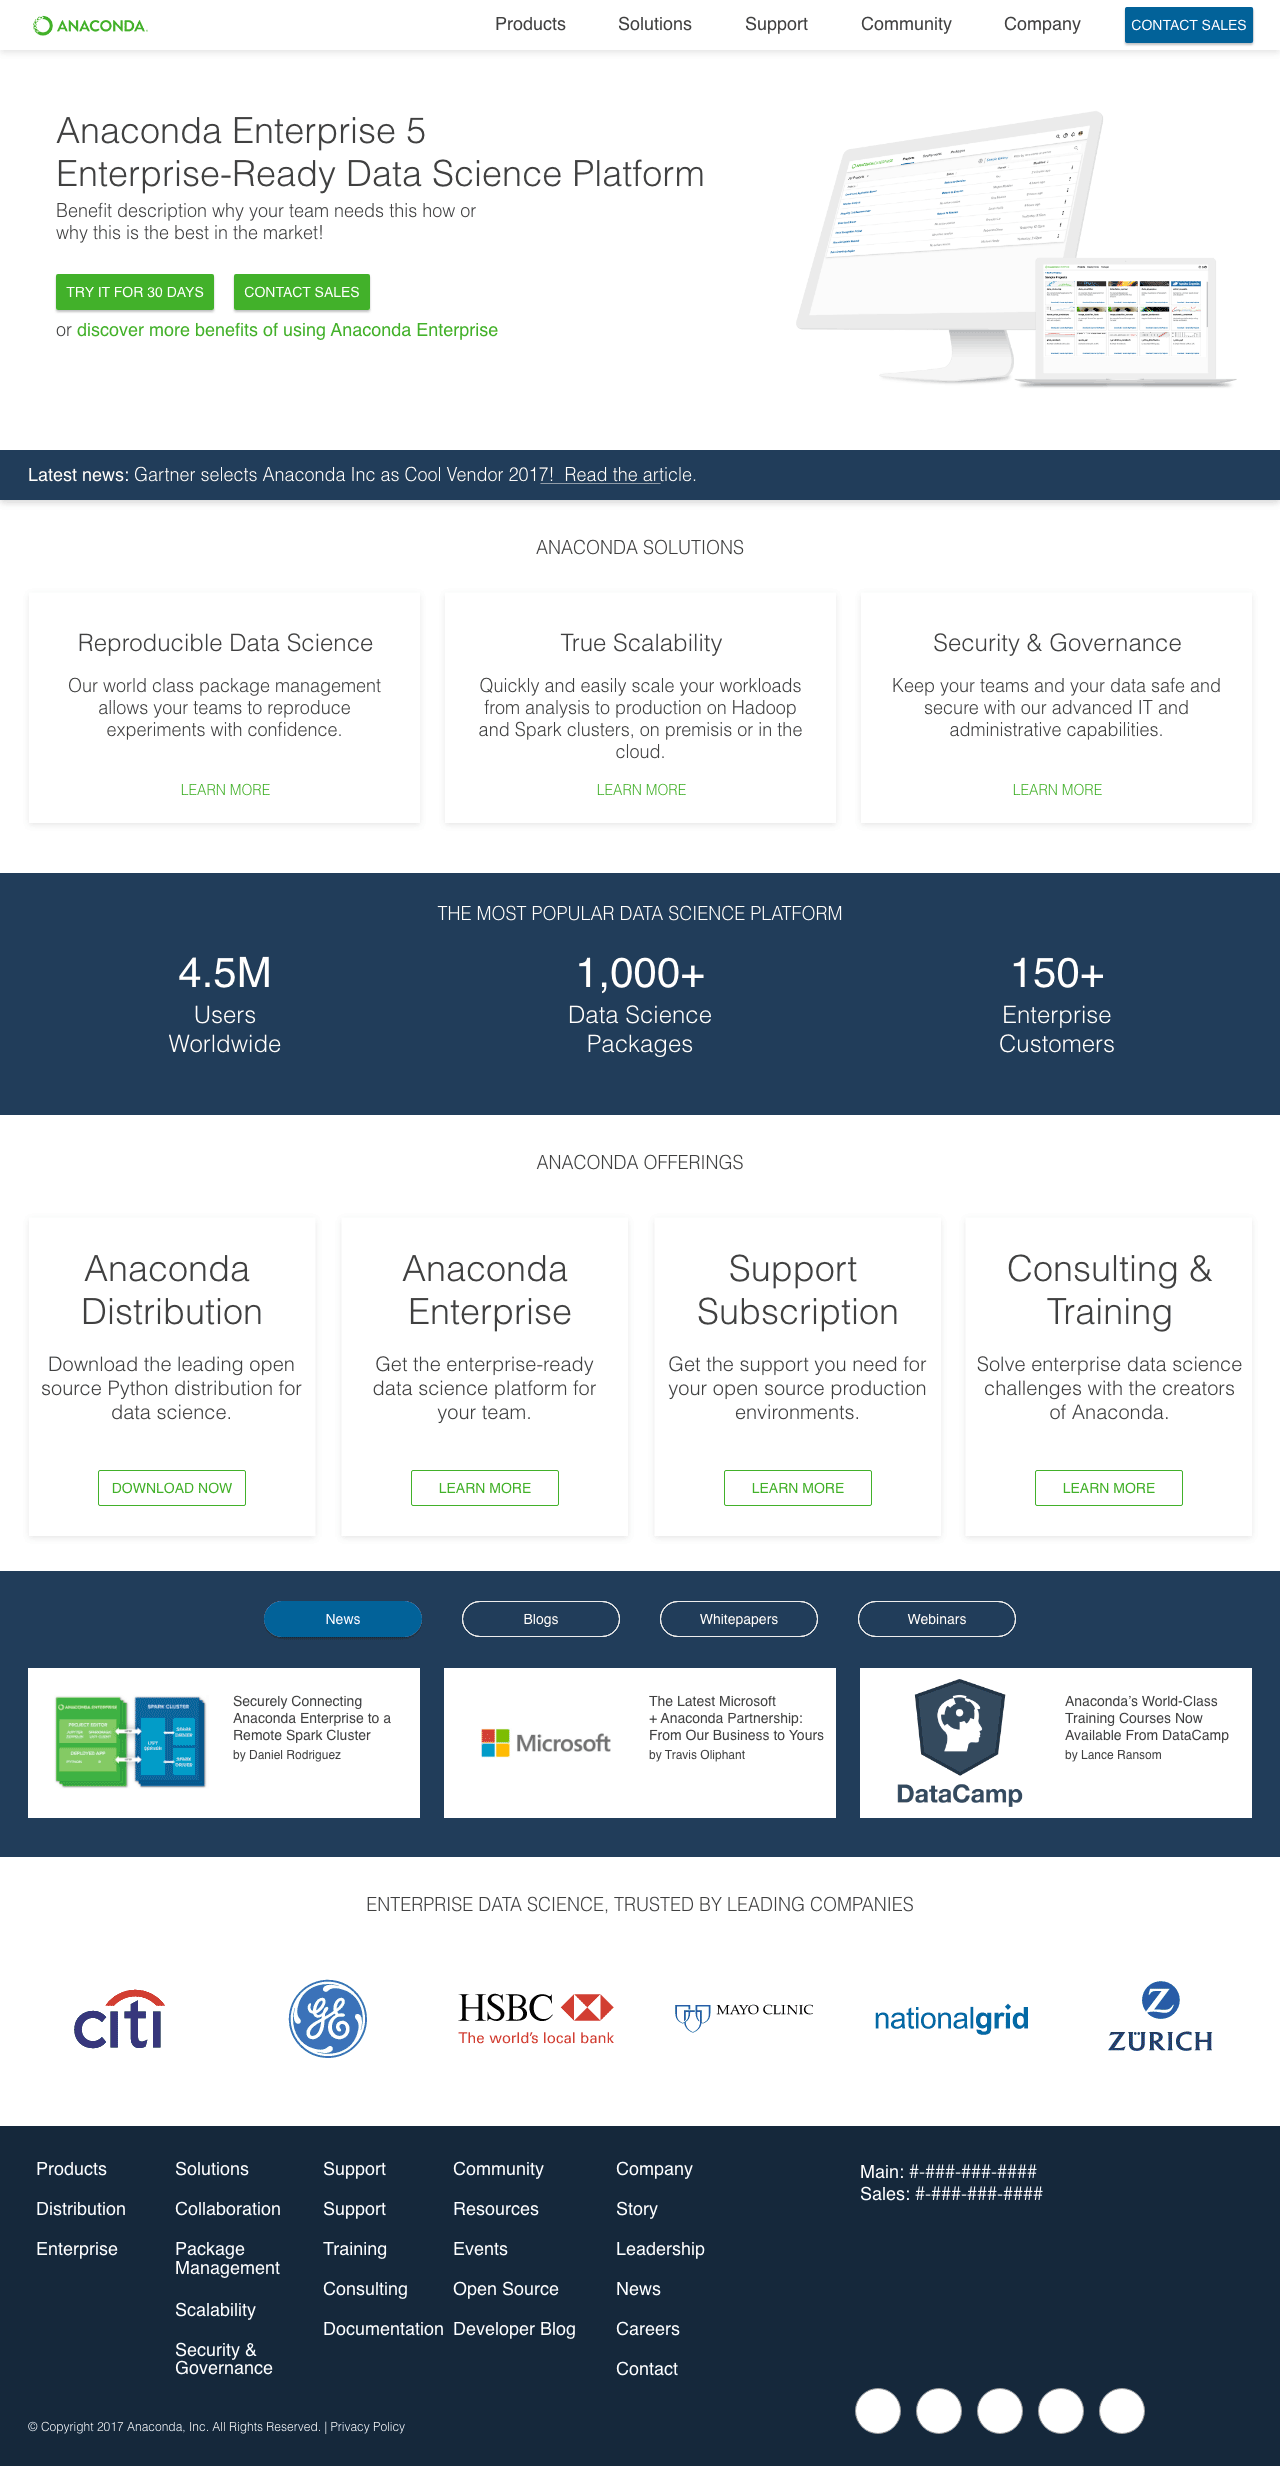 ANACONDA.
Products Solutions Support Community Company CONTACT SALES
Anaconda Enterprise 5
Enterprise-Ready Data Science Platform
Benefit description why your team needs this how or
why this is the best in the market!
TRY IT FOR 30 DAYS CONTACT SALES
or discover more benefits of using Anaconda Enterprise
Latest news: Gartner selects Anaconda Inc as Cool Vendor 2017! Read the article.
ANACONDA SOLUTIONS
Reproducible Data Science
Our world class package management
allows your teams to reproduce
experiments with confidence.
LEARN MORE
True Scalability
Quickly and easily scale your workloads
from analysis to production on Hadoop
and Spark clusters, on premisis or in the
cloud.
LEARN MORE
Security & Governance
Keep your teams and your data safe and
secure with our advanced IT and
administrative capabilities.
LEARN MORE
THE MOST POPULAR DATA SCIENCE PLATFORM
4.5M
Users
Worldwide
1,000+
Data Science
Packages
150+
Enterprise
Customers
ANACONDA OFFERINGS
Anaconda
Distribution
Download the leading open
source Python distribution for
data science.
DOWNLOAD NOW
Anaconda
Enterprise
Get the enterprise-ready
data science platform for
your team.
LEARN MORE
Support
Subscription
Get the support you need for
your open source production
environments.
LEARN MORE
Consulting &
Training
Solve enterprise data science
challenges with the creators
of Anaconda.
LEARN MORE
News Blogs Whitepapers Webinars
ANACONDA ENTERPRISE
PROJECT EDITOR
DEPLOYED APP
SPARK CLUSTER
LIVY
SERVER
SPARK
DRIVER
SPARK
DRIVER
Securely Connecting
Anaconda Enterprise to a
Remote Spark Cluster
by Daniel Rodriguez
Microsoft
The Latest Microsoft
+ Anaconda Partnership:
From Our Business to Yours
by Travis Oliphant
DataCamp
Anaconda's World-Class
Training Courses Now
Available From DataCamp
by Lance Ransom
ENTERPRISE DATA SCIENCE, TRUSTED BY LEADING COMPANIES
citi
GE
HSBC
The world's local bank
MAYO CLINIC
nationalgrid
Z
ZÜRICH
Products
Distribution
Enterprise
Solutions
Collaboration
Package
Management
Scalability
Security &
Governance
Support
Support
Training
Consulting
Documentation
Community
Resources
Events
Open Source
Developer Blog
Company
Story
Leadership
News
Careers
Contact
Main: #-###-###-####
Sales: #-###-###-####
© Copyright 2017 Anaconda, Inc. All Rights Reserved. | Privacy Policy